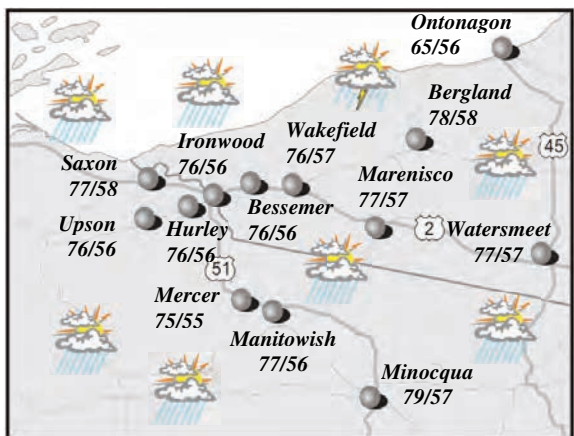 Ontonagon
65/56
Bergland
78/58
45
Ironwood
76/56
Wakefield
76/57
Saxon
77/58
Marenisco
77/57
Upson
76/56
Hurley
76/56
Bessemer
76/56
2
Watersmeet
77/57
51
Mercer
75/55
Manitowish
77/56
Minocqua
79/57